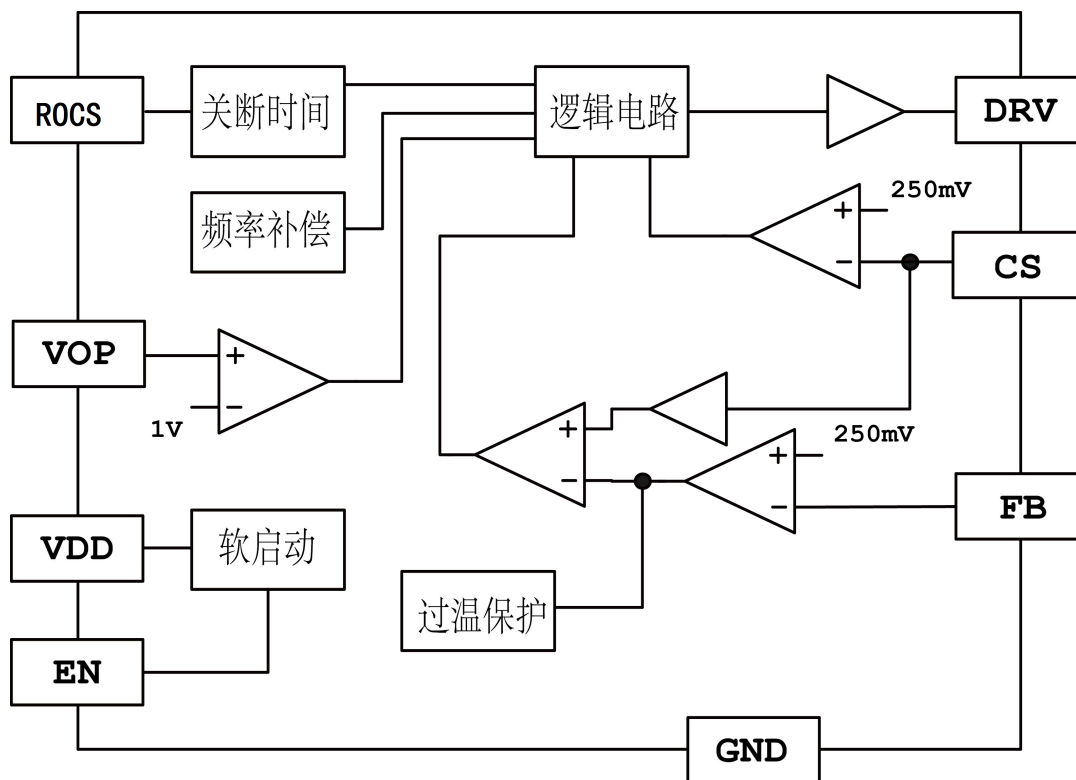 ROCS
关断时间
逻辑电路
DRV
频率补偿
+
250mV
−
CS
VOP
+
−
1V
250mV
+
−
+
−
FB
VDD
软启动
过温保护
EN
GND